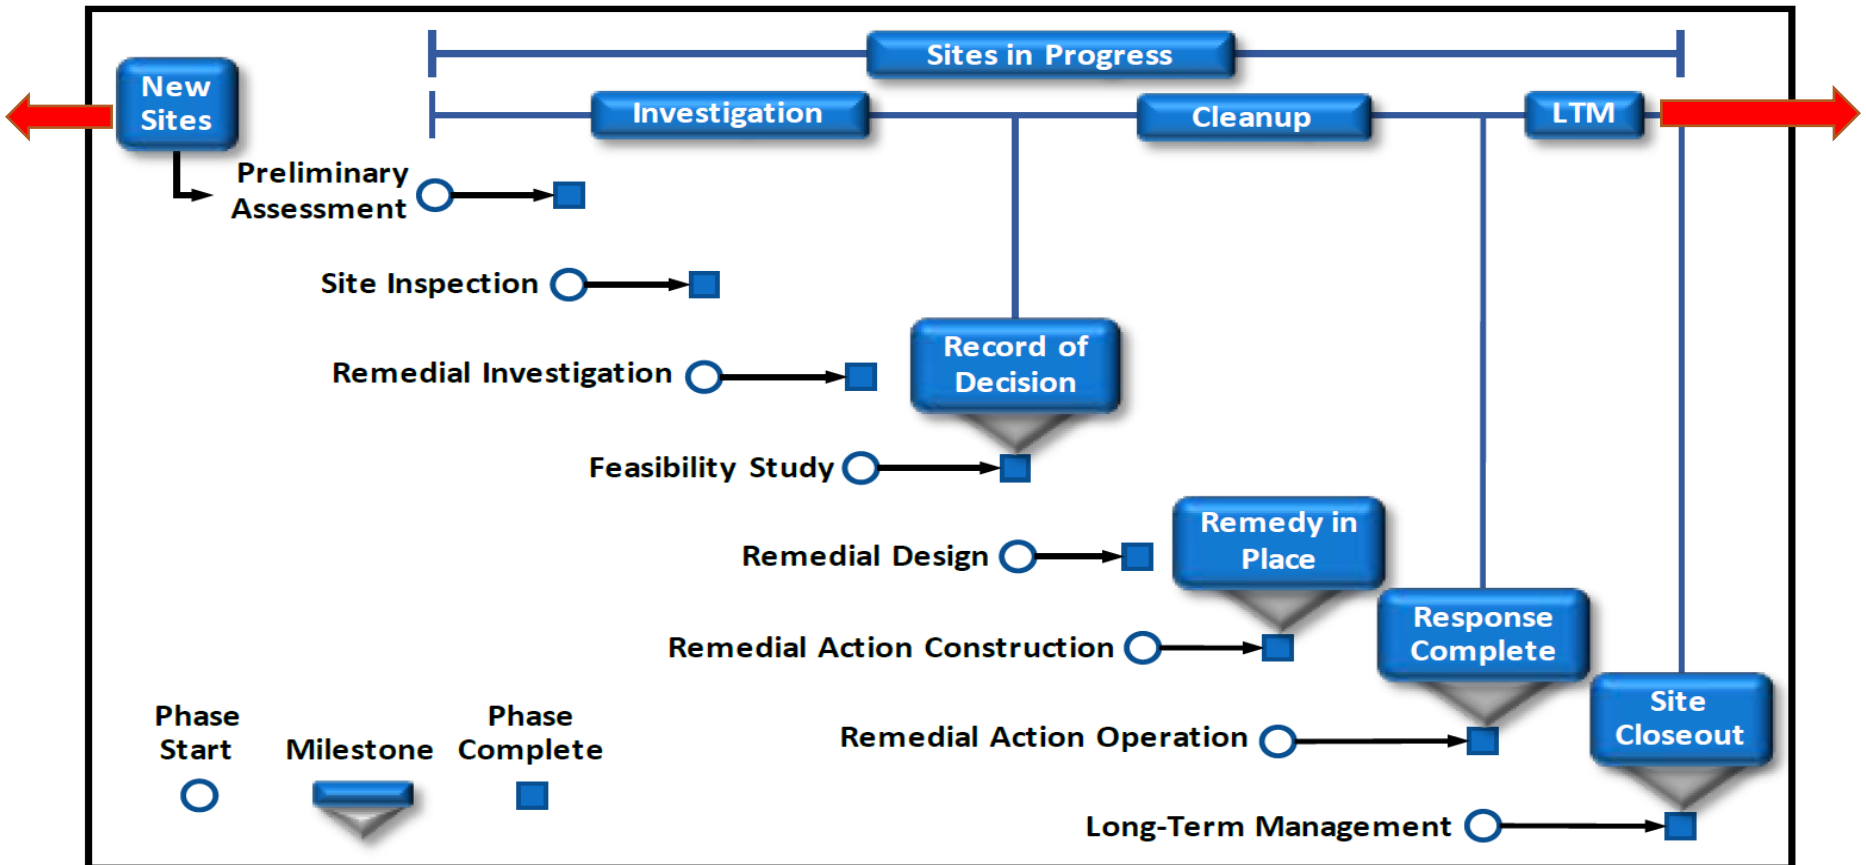 Sites in Progress
New
Sites
Investigation
Cleanup
LTM
Preliminary
Assessment
Site Inspection
Remedial Investigation
Record of
Decision
Feasibility Study
Remedial Design
Remedy in
Place
Remedial Action Construction
Response
Complete
Remedial Action Operation
Site
Closeout
Long-Term Management
Phase
Start
Milestone
Phase
Complete